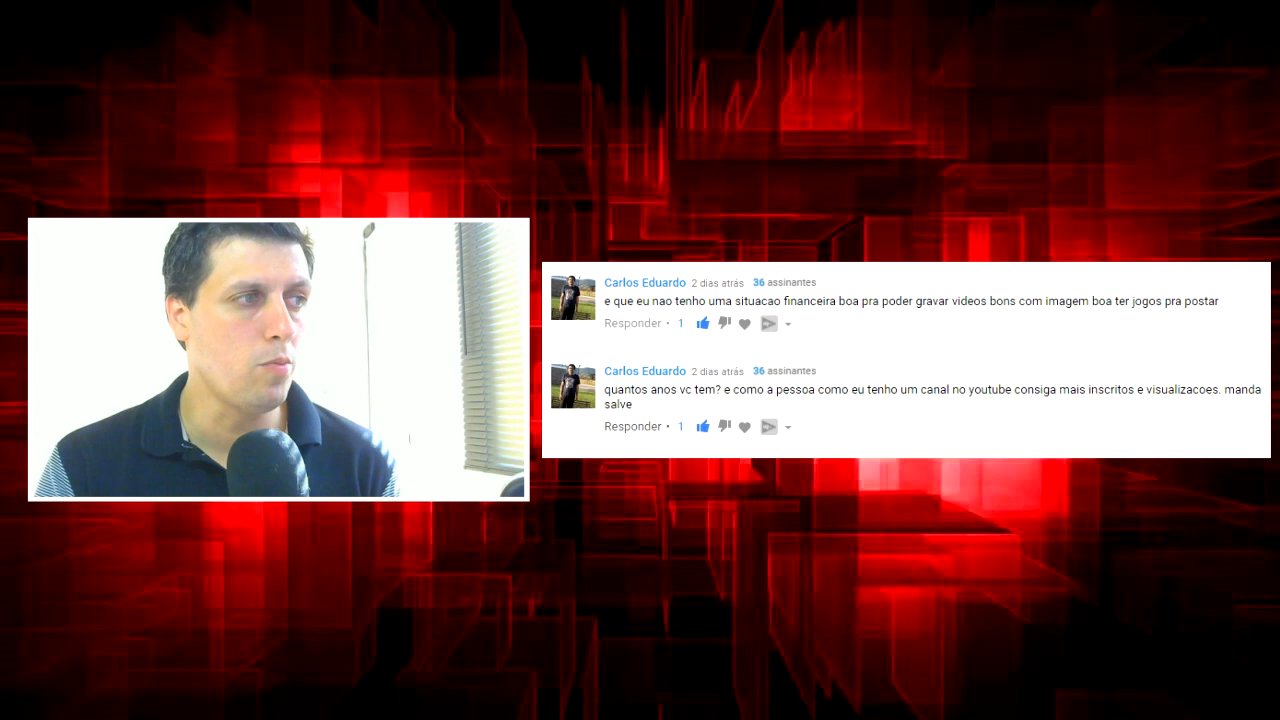 Carlos Eduardo 2 dias atrás 36 assinantes
e que eu nao tenho uma situacao financeira boa pra poder gravar videos bons com imagem boa ter jogos pra postar
Responder • 1
Carlos Eduardo 2 dias atrás 36 assinantes
quantos anos vc tem? e como a pessoa como eu tenho um canal no youtube consiga mais inscritos e visualizacoes. manda
salve
Responder • 1